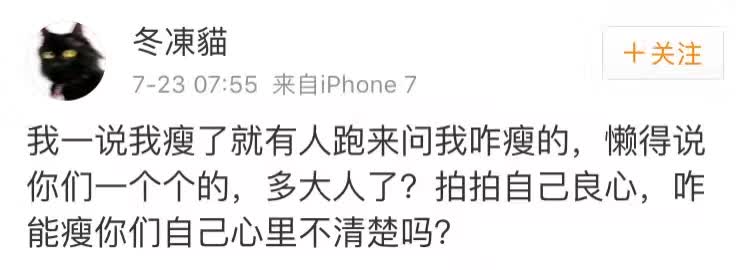 冬凍貓
+关注
7-23 07:55 来自iPhone 7
我一说我瘦了就有人跑来问我咋瘦的，懒得说
你们一个个的，多大人了？拍拍自己良心，咋
能瘦你们自己心里不清楚吗？